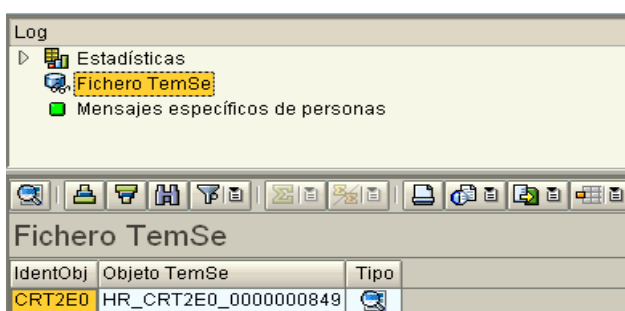 Log
Estadísticas
Fichero TemSe
Mensajes específicos de personas
Fichero TemSe
IdentObj Objeto TemSe Tipo
CRT2E0 HR_CRT2E0_0000000849